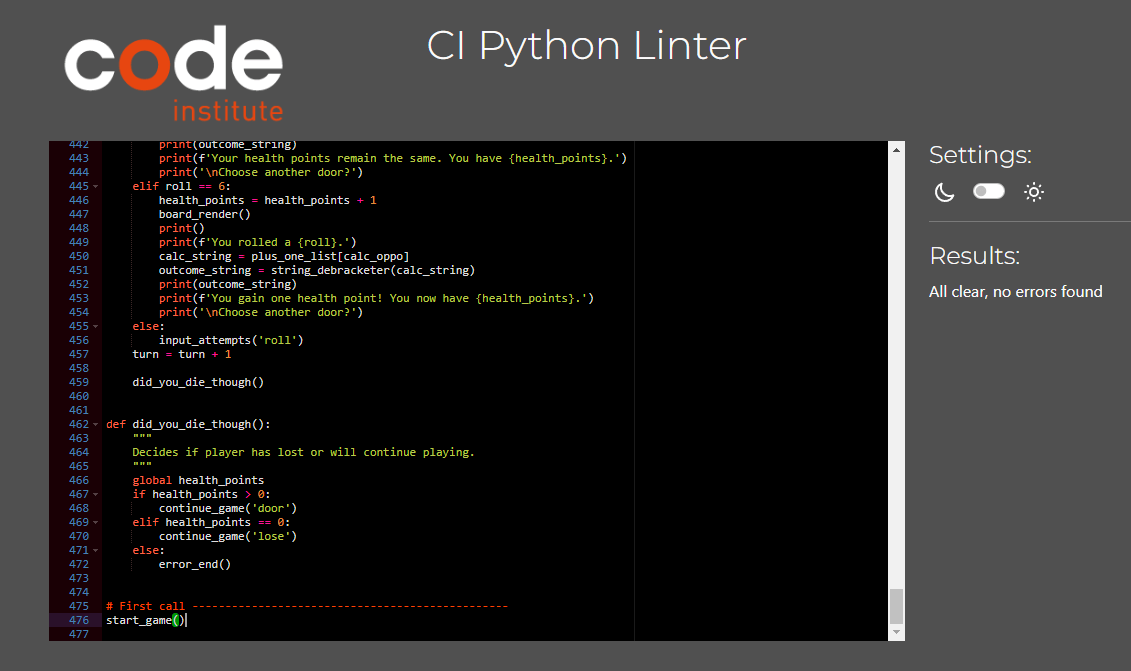 code
institute
CI Python Linter
442 print(outcome_string)
443 print(f'Your health points remain the same. You have {health_points}.')
444 print('\nChoose another door?')
445 elif roll == 6:
446 health_points = health_points + 1
447 board_render()
448 print()
449 print(f'You rolled a {roll}.')
450 calc_string = plus_one_list[calc_oppo]
451 outcome_string = string_debracketer(calc_string)
452 print(outcome_string)
453 print(f'You gain one health point! You now have {health_points}.')
454 print('\nChoose another door?')
455 else:
456 input_attempts('roll')
457 turn = turn + 1
458
459 did_you_die_though()
460
461
462 def did_you_die_though():
463 """
464 Decides if player has lost or will continue playing.
465 """
466 global health_points
467 if health_points > 0:
468 continue_game('door')
469 elif health_points == 0:
470 continue_game('lose')
471 else:
472 error_end()
473
474
475 # First call ------------------------------------------------
476 start_game()
477
Settings:
Results:
All clear, no errors found